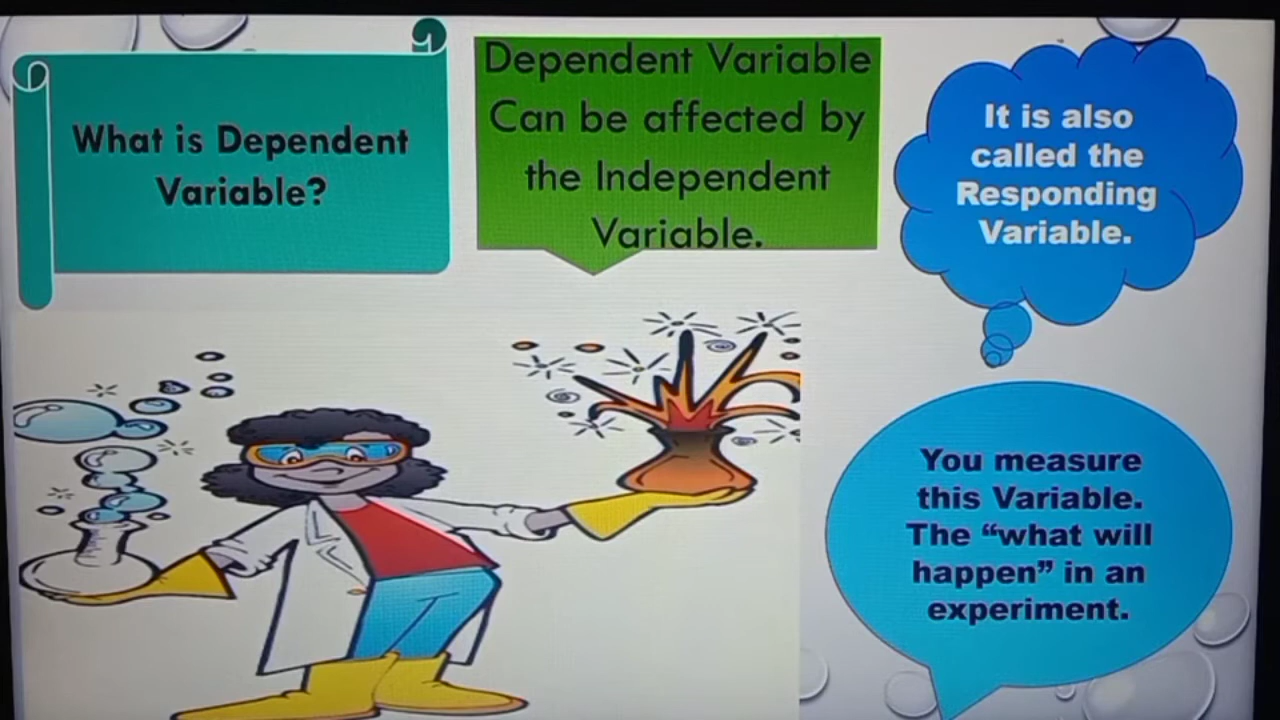 What is Dependent
Variable?
Dependent Variable
Can be affected by
the Independent
Variable.
It is also
called the
Responding
Variable.
You measure
this Variable.
The “what will
happen” in an
experiment.